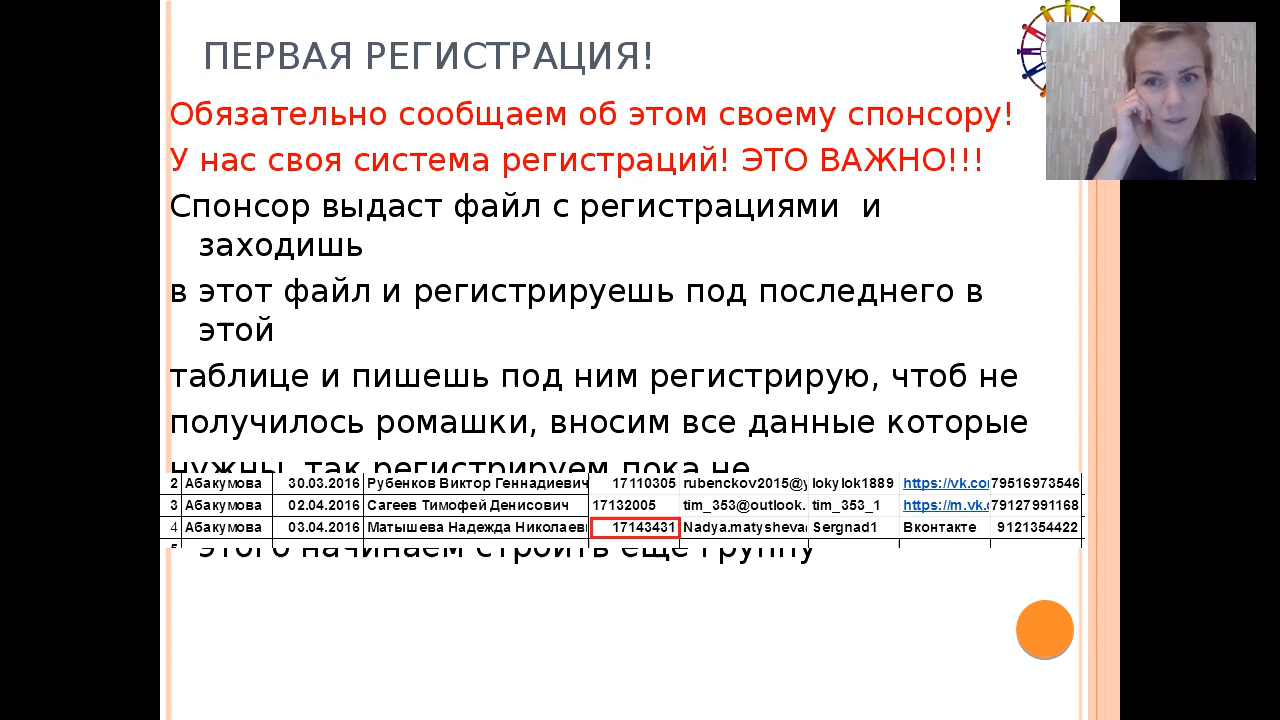 ПЕРВАЯ РЕГИСТРАЦИЯ!
Обязательно сообщаем об этом своему спонсору!
У нас своя система регистраций! ЭТО ВАЖНО!!!
Спонсор выдаст файл с регистрациями и
заходишь
в этот файл и регистрируешь под последнего в
этой
таблице и пишешь под ним регистрирую, чтоб не
получилось ромашки, вносим все данные которые
нужны, так регистрируем пока не
2 Абакумова 30.03.2016 Рубенков Виктор Геннадиевич 17110305 rubenckov2015@y lokylok1889 https://vk.co 79516973546
3 Абакумова 02.04.2016 Сагеев Тимофей Денисович 17132005 tim_353@outlook. tim_353_1 https://m.vk. 79127991168
4 Абакумова 03.04.2016 Матышева Надежда Николаев 17143431 Nadya.matysheva Sergnad1 Вконтакте 9121354422
этого начинаем строить еще группу